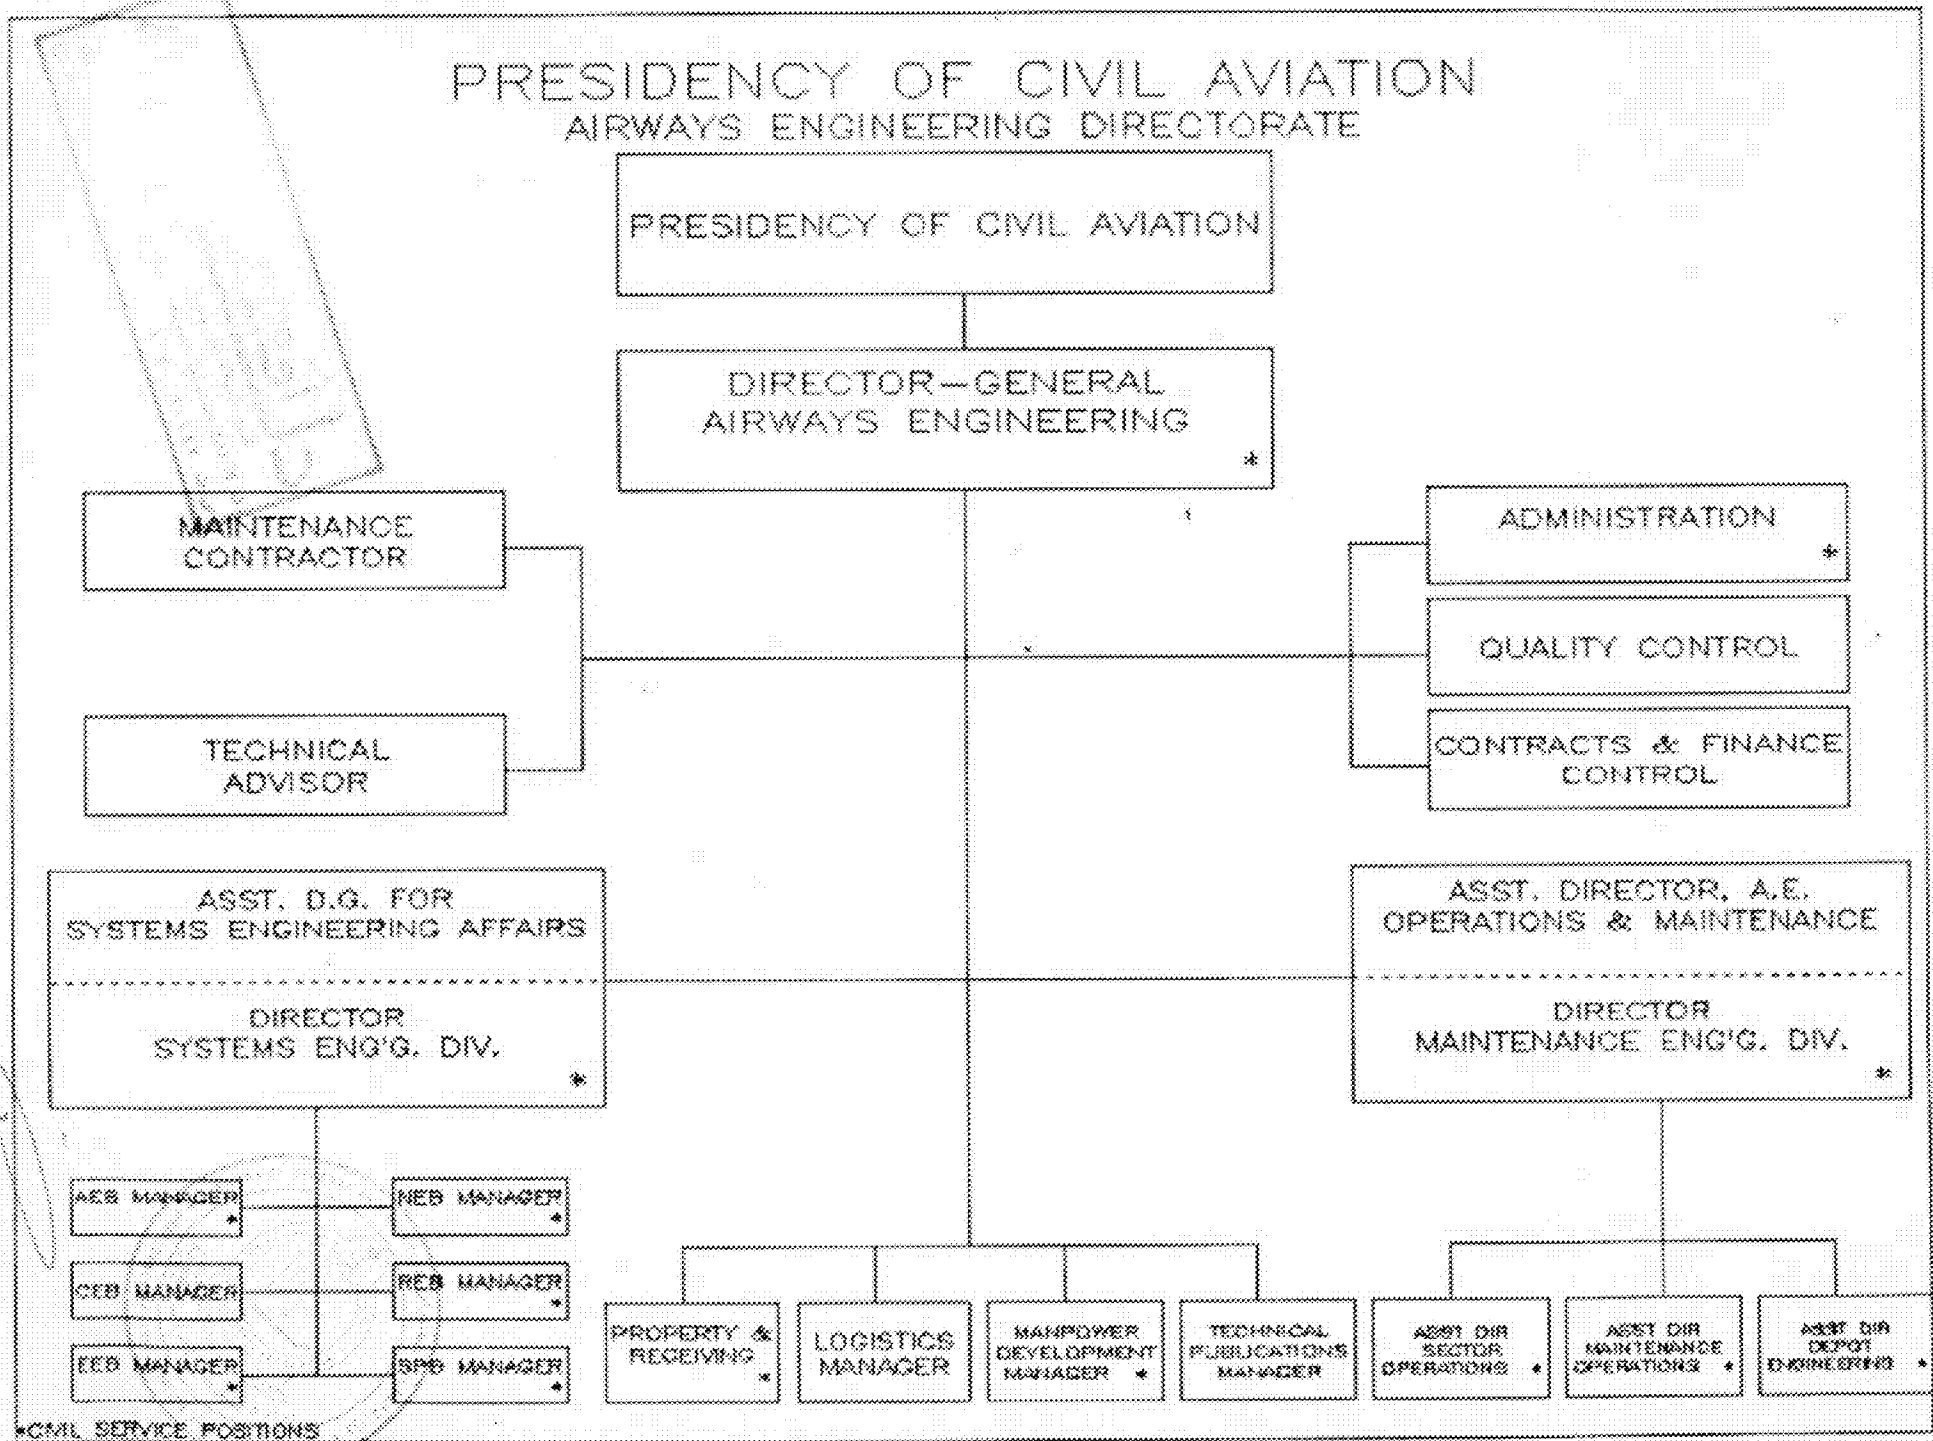 PRESIDENCY OF CIVIL AVIATION
AIRWAYS ENGINEERING DIRECTORATE
PRESIDENCY OF CIVIL AVIATION
DIRECTOR-GENERAL
AIRWAYS ENGINEERING
*
MAINTENANCE
CONTRACTOR
TECHNICAL
ADVISOR
ADMINISTRATION
*
QUALITY CONTROL
CONTRACTS & FINANCE
CONTROL
ASST. D.G. FOR
SYSTEMS ENGINEERING AFFAIRS
DIRECTOR
SYSTEMS ENG'G. DIV.
*
ASST. DIRECTOR, A.E.
OPERATIONS & MAINTENANCE
DIRECTOR
MAINTENANCE ENG'G. DIV.
*
AEB MANAGER
*
NEB MANAGER
*
CEB MANAGER
REB MANAGER
*
EEB MANAGER
*
SPB MANAGER
*
PROPERTY &
RECEIVING
*
LOGISTICS
MANAGER
MANPOWER
DEVELOPMENT
MANAGER *
TECHNICAL
PUBLICATIONS
MANAGER
ASST DIR
SECTOR
OPERATIONS *
ASST DIR
MAINTENANCE
OPERATIONS *
ASST DIR
DEPOT
ENGINEERING *
*CIVIL SERVICE POSITIONS